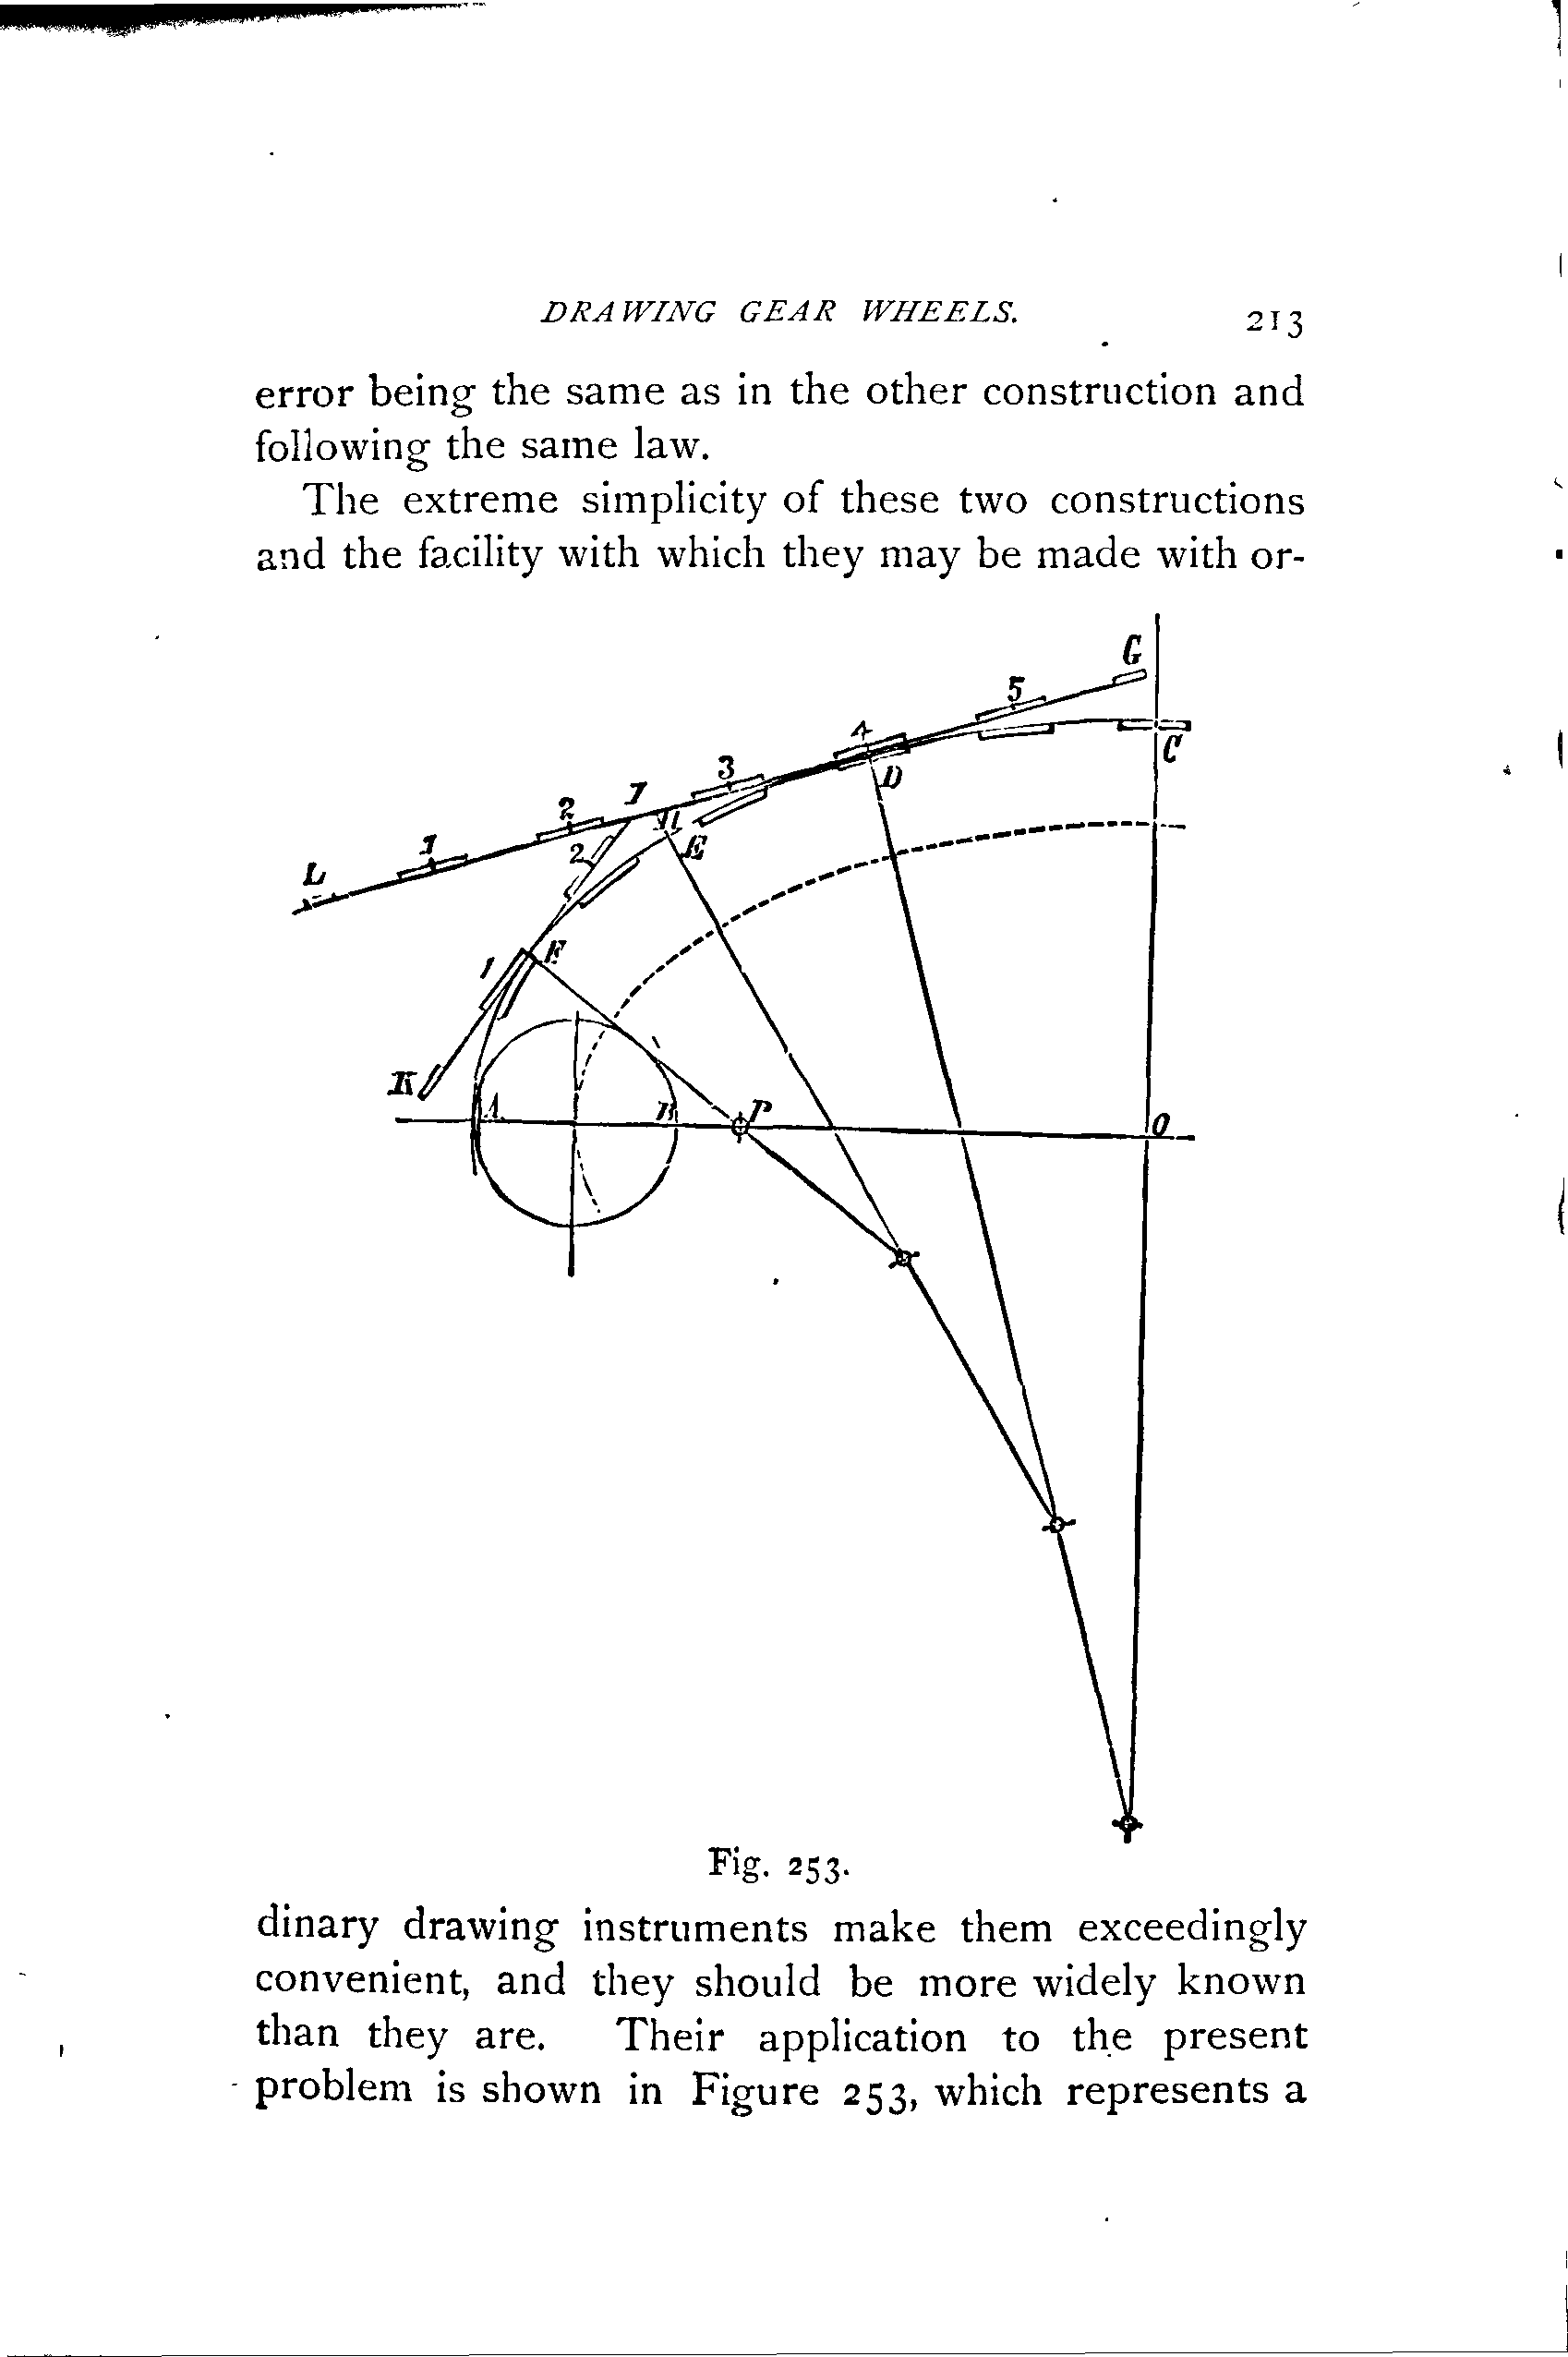 DRAWING GEAR WHEELS. 213
error being the same as in the other construction and
following the same law.
The extreme simplicity of these two constructions
and the facility with which they may be made with or-
G
5
4
C
D
3
I
2
H
E
2
1
L
F
1
K
A
B
P
O
Fig. 253.
dinary drawing instruments make them exceedingly
convenient, and they should be more widely known
than they are. Their application to the present
problem is shown in Figure 253, which represents a